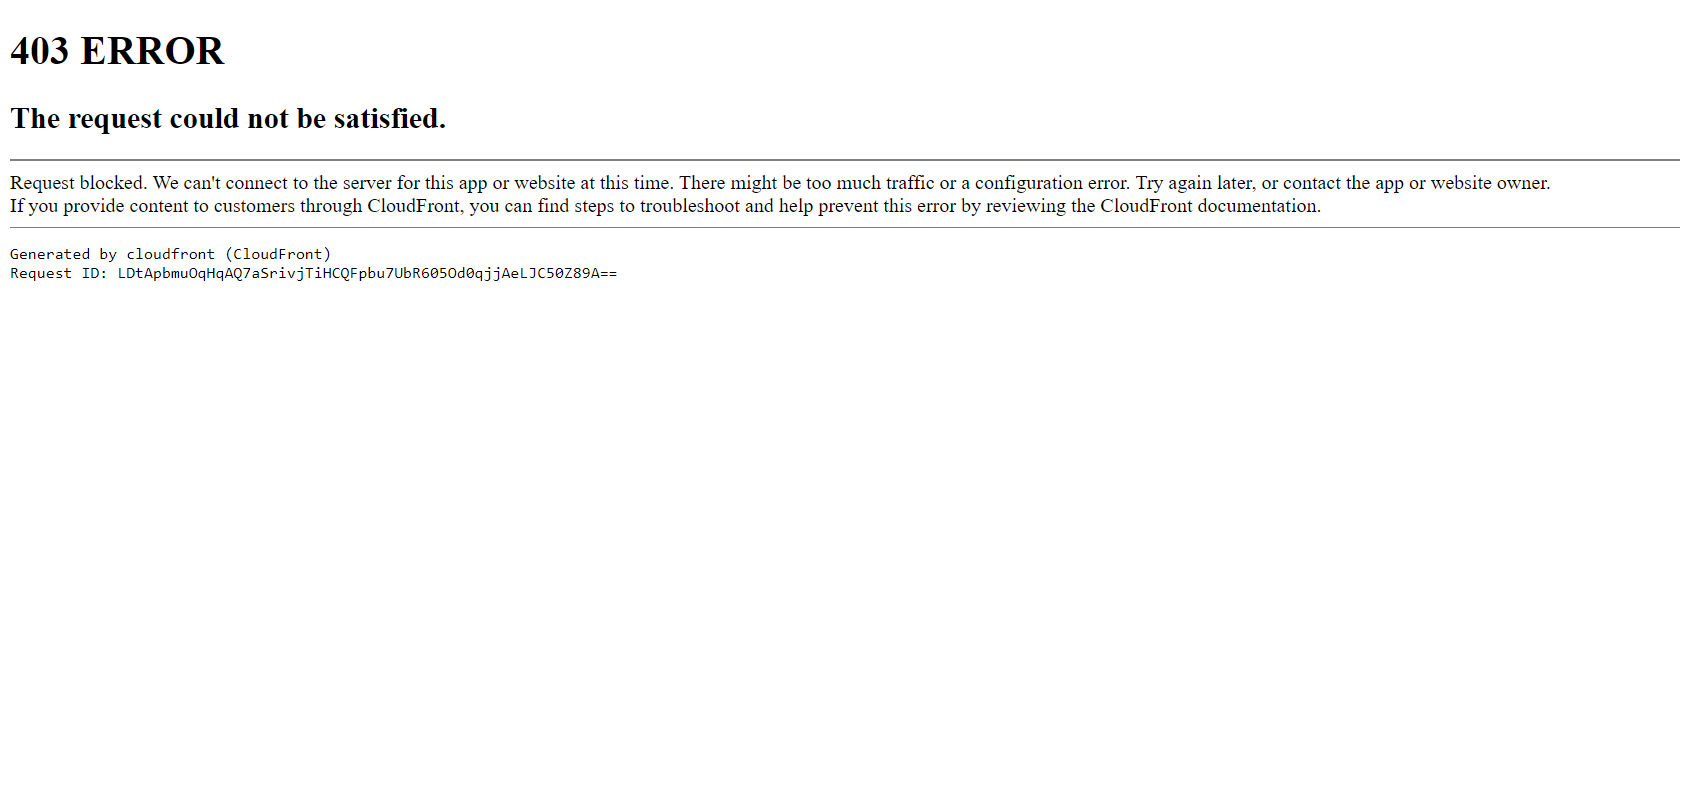 403 ERROR
The request could not be satisfied.
Request blocked. We can't connect to the server for this app or website at this time. There might be too much traffic or a configuration error. Try again later, or contact the app or website owner.
If you provide content to customers through CloudFront, you can find steps to troubleshoot and help prevent this error by reviewing the CloudFront documentation.
Generated by cloudfront (CloudFront)
Request ID: LDtApbmuOqHqAQ7aSrivjTiHCQFpbu7UbR605Od0qjjAeLJC50Z89A==